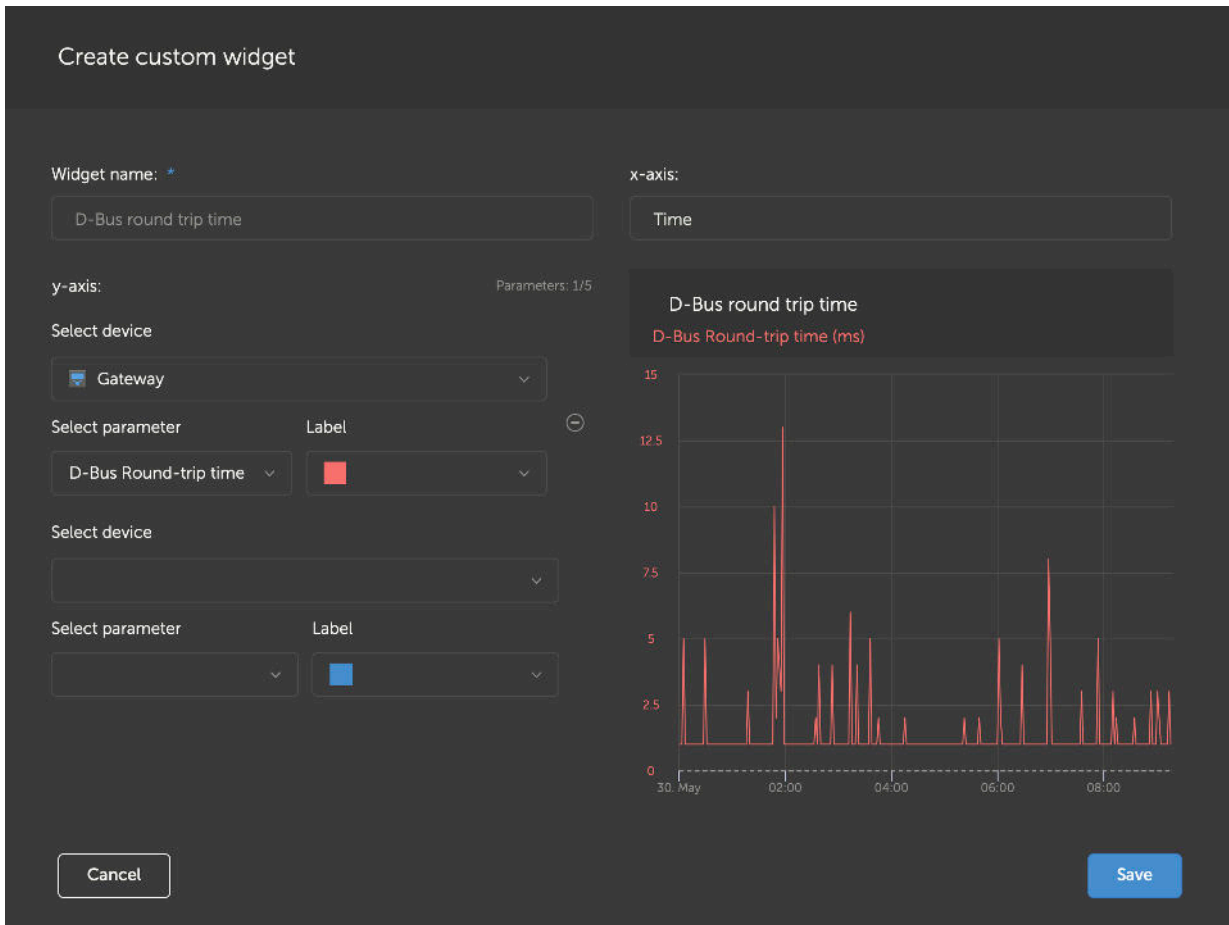 Create custom widget
Widget name: *
D-Bus round trip time
y-axis:
Parameters: 1/5
Select device
Gateway
Select parameter
Label
D-Bus Round-trip time
Select device
Select parameter
Label
x-axis:
Time
D-Bus round trip time
D-Bus Round-trip time (ms)
15
12.5
10
7.5
5
2.5
0
30. May
02:00
04:00
06:00
08:00
Cancel
Save